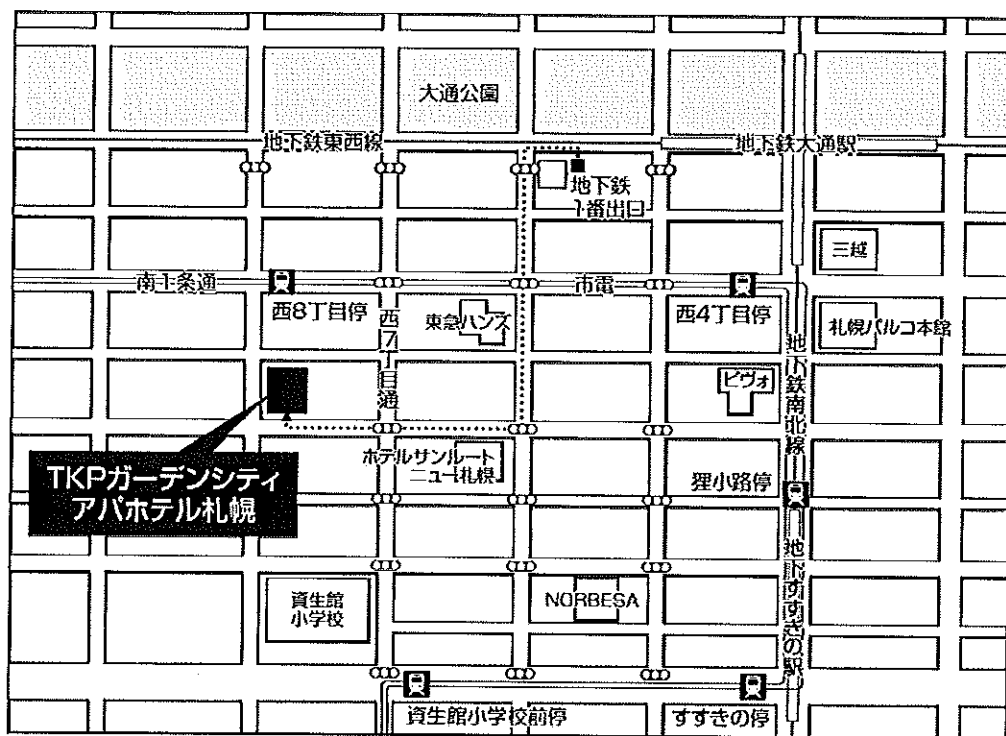 大通公園
地下鉄東西線
地下鉄大通駅
地下鉄
1番出口
三越
南一条通
市電
西8丁目停
西7丁目通
東急ハンズ
西4丁目停
札幌パルコ本館
地下鉄南北線
ピヴォ
TKPガーデンシティ
アパホテル札幌
ホテルサンルート
ニュー札幌
狸小路停
地下すすきの駅
資生館
小学校
NORBESA
資生館小学校前停
すすきの停